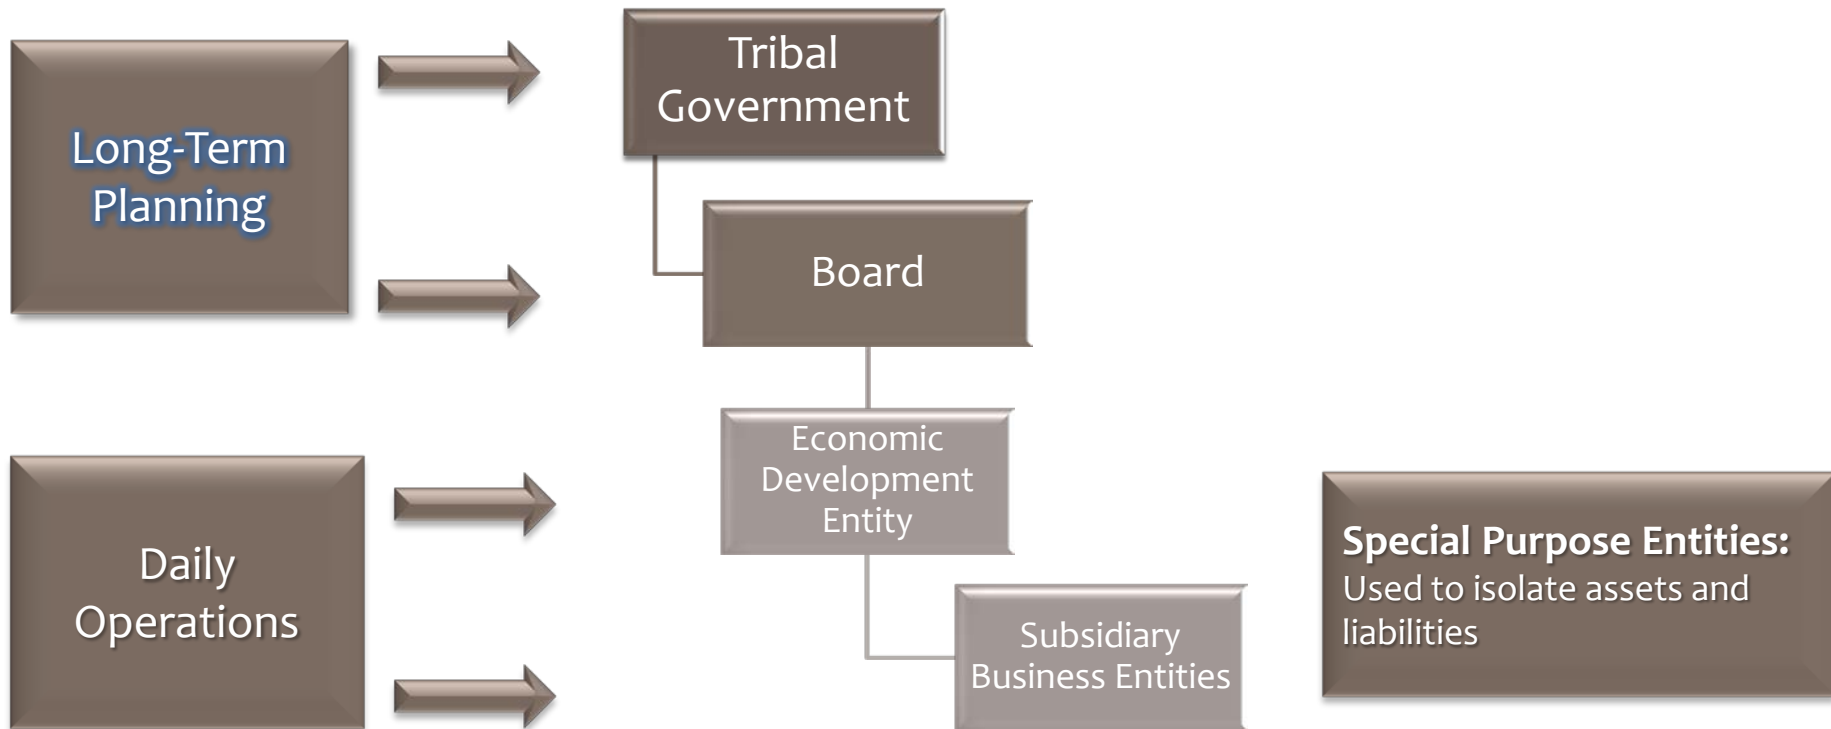 Long-Term
Planning
Tribal
Government
Board
Daily
Operations
Economic
Development
Entity
Subsidiary
Business Entities
Special Purpose Entities:
Used to isolate assets and
liabilities